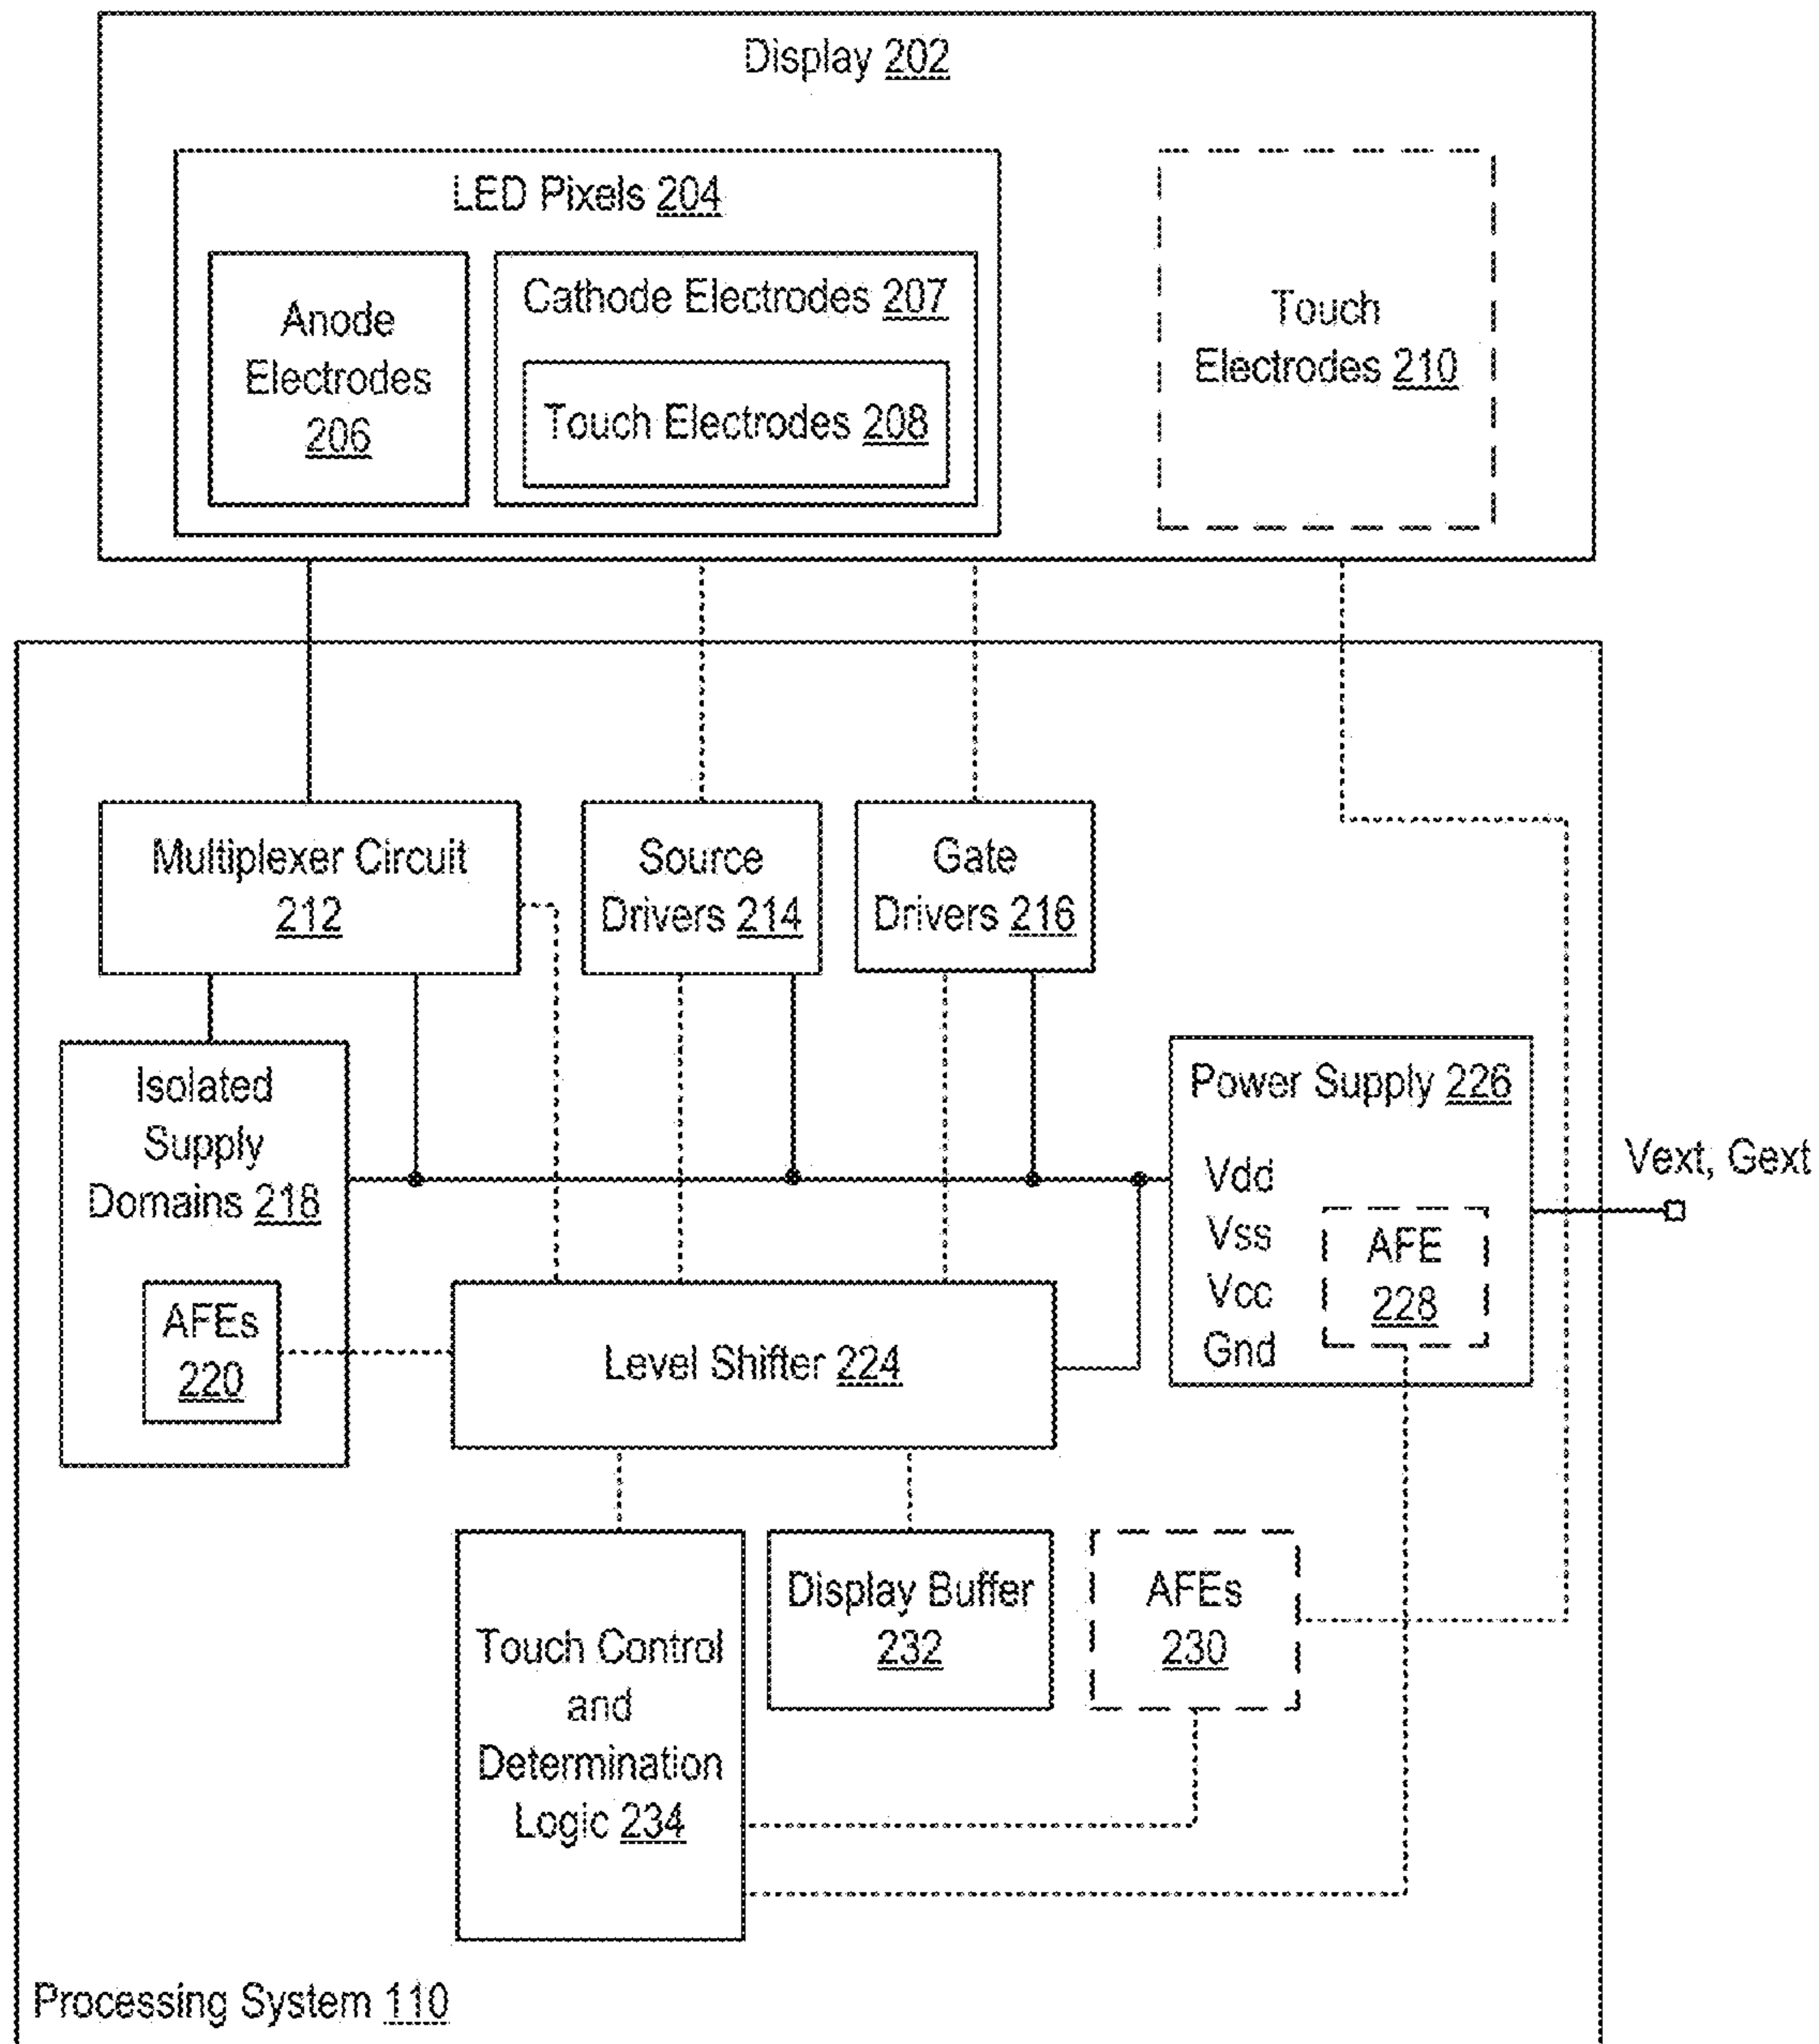 Display 202
LED Pixels 204
Anode
Electrodes
206
Cathode Electrodes 207
Touch Electrodes 208
Touch
Electrodes 210
Multiplexer Circuit
212
Source
Drivers 214
Gate
Drivers 216
Isolated
Supply
Domains 218
AFEs
220
Level Shifter 224
Power Supply 226
Vdd
Vss
Vcc
Gnd
AFE
228
Vext, Gext
Touch Control
and
Determination
Logic 234
Display Buffer
232
AFEs
230
Processing System 110